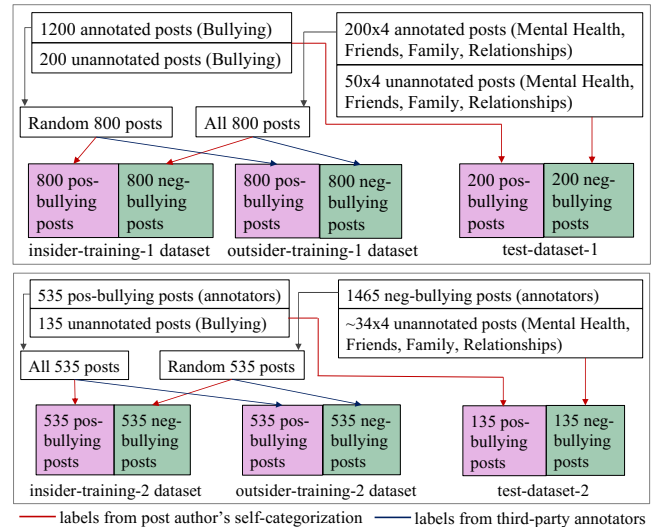 1200 annotated posts (Bullying)
200 unannotated posts (Bullying)
200x4 annotated posts (Mental Health,
Friends, Family, Relationships)
50x4 unannotated posts (Mental Health,
Friends, Family, Relationships)
Random 800 posts
All 800 posts
800 pos-
bullying
posts
800 neg-
bullying
posts
800 pos-
bullying
posts
800 neg-
bullying
posts
200 pos-
bullying
posts
200 neg-
bullying
posts
insider-training-1 dataset
outsider-training-1 dataset
test-dataset-1
535 pos-bullying posts (annotators)
135 unannotated posts (Bullying)
1465 neg-bullying posts (annotators)
~34x4 unannotated posts (Mental Health,
Friends, Family, Relationships)
All 535 posts
Random 535 posts
535 pos-
bullying
posts
535 neg-
bullying
posts
535 pos-
bullying
posts
535 neg-
bullying
posts
135 pos-
bullying
posts
135 neg-
bullying
posts
insider-training-2 dataset
outsider-training-2 dataset
test-dataset-2
labels from post author's self-categorization
labels from third-party annotators